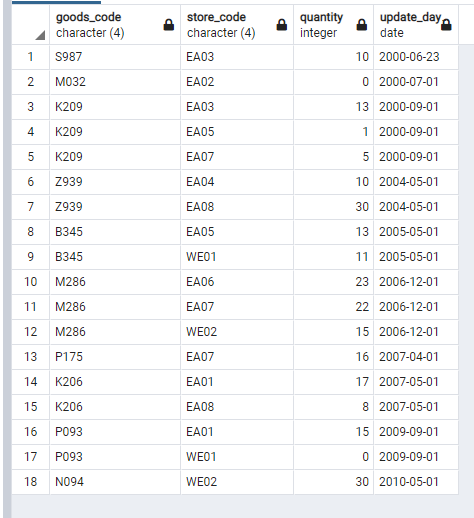 goods_code store_code quantity update_day
character (4) character (4) integer date
1 S987 EA03 10 2000-06-23
2 M032 EA02 0 2000-07-01
3 K209 EA03 13 2000-09-01
4 K209 EA05 1 2000-09-01
5 K209 EA07 5 2000-09-01
6 Z939 EA04 10 2004-05-01
7 Z939 EA08 30 2004-05-01
8 B345 EA05 13 2005-05-01
9 B345 WE01 11 2005-05-01
10 M286 EA06 23 2006-12-01
11 M286 EA07 22 2006-12-01
12 M286 WE02 15 2006-12-01
13 P175 EA07 16 2007-04-01
14 K206 EA01 17 2007-05-01
15 K206 EA08 8 2007-05-01
16 P093 EA01 15 2009-09-01
17 P093 WE01 0 2009-09-01
18 N094 WE02 30 2010-05-01